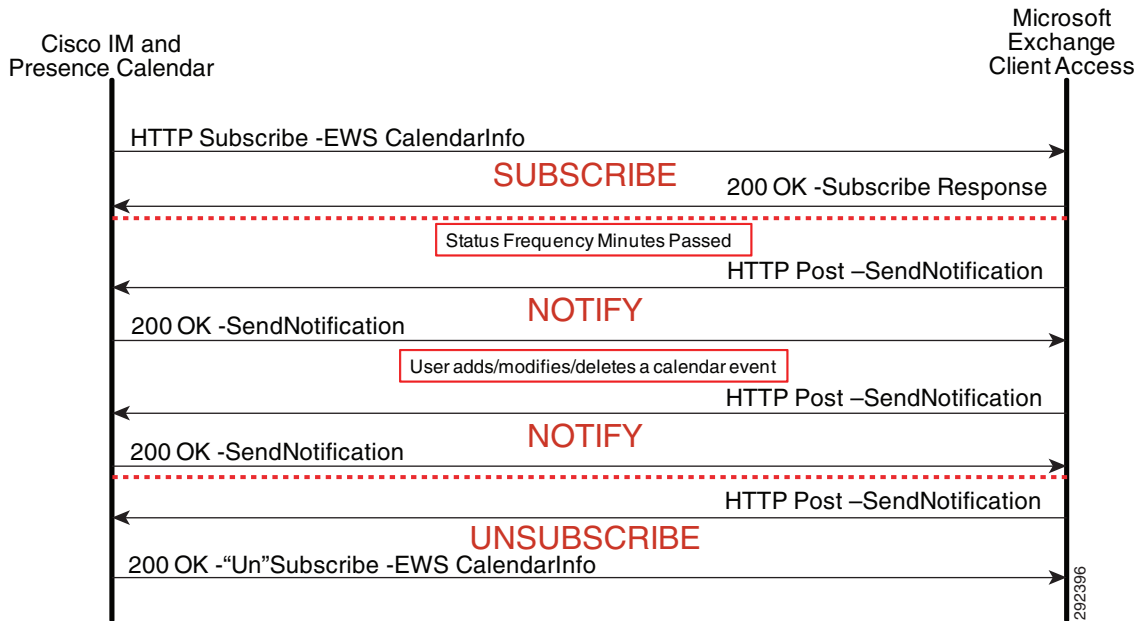 Cisco IM and
Presence Calendar
Microsoft
Exchange
Client Access
HTTP Subscribe -EWS CalendarInfo
SUBSCRIBE
200 OK -Subscribe Response
Status Frequency Minutes Passed
HTTP Post –SendNotification
NOTIFY
200 OK -SendNotification
User adds/modifies/deletes a calendar event
HTTP Post –SendNotification
NOTIFY
200 OK -SendNotification
HTTP Post –SendNotification
UNSUBSCRIBE
200 OK -“Un”Subscribe -EWS CalendarInfo
292396